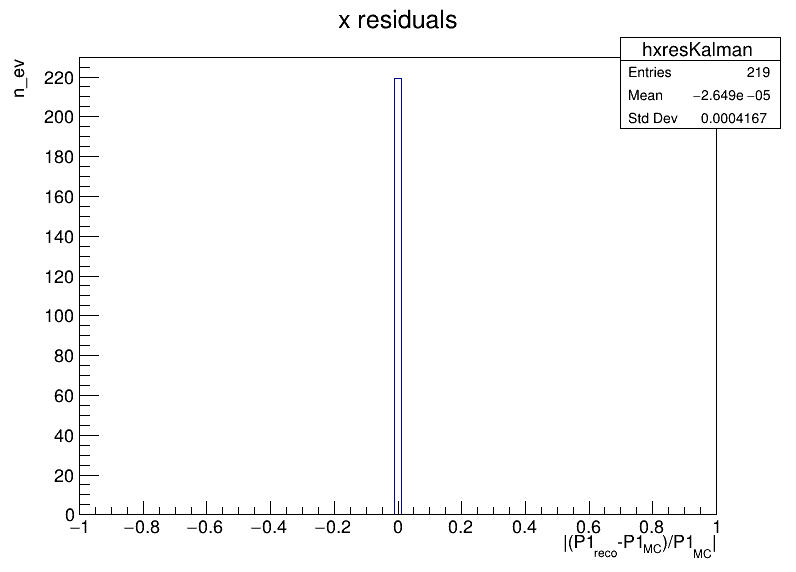 x residuals
hxresKalman
Entries 219
Mean −2.649e−05
Std Dev 0.0004167
n_ev
220
200
180
160
140
120
100
80
60
40
20
0
−1 −0.8 −0.6 −0.4 −0.2 0 0.2 0.4 0.6 0.8 1
|(P1reco-P1MC)/P1MC|